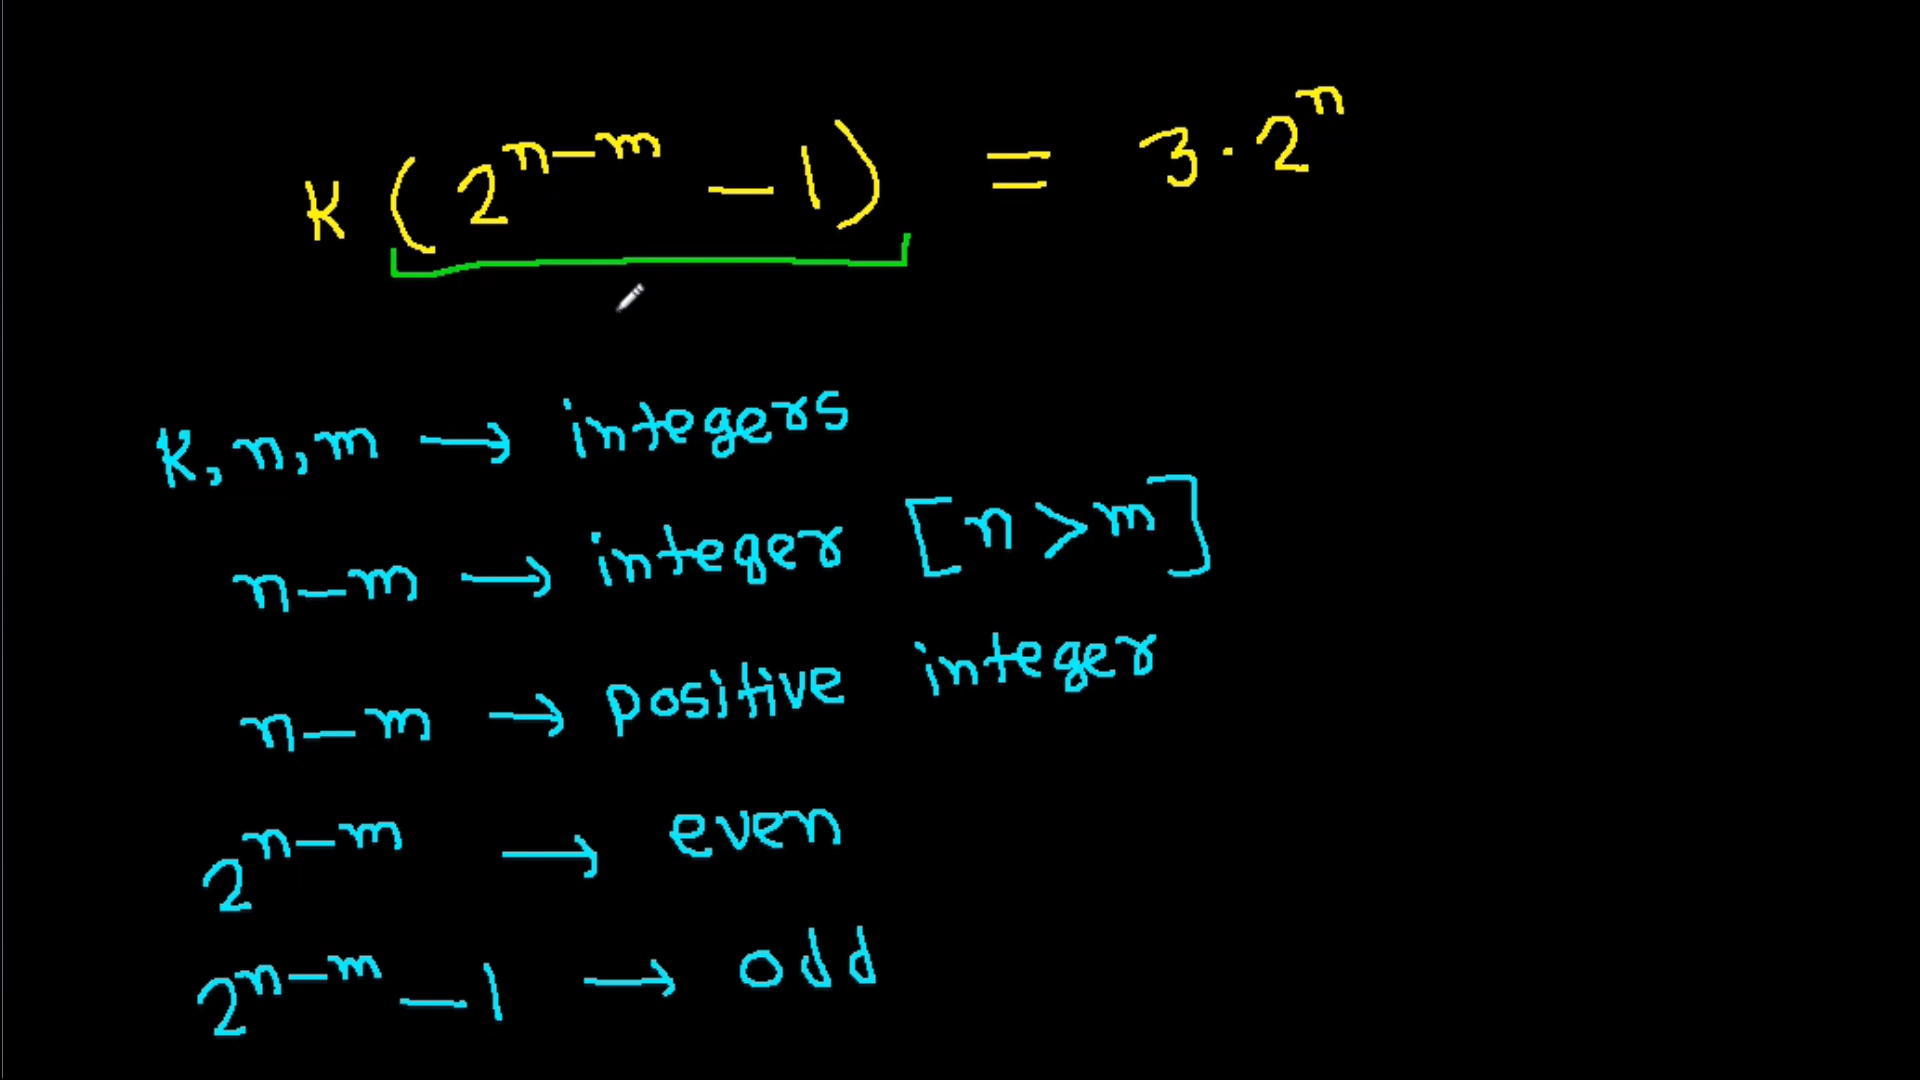 K (2^{n-m} - 1) = 3 · 2^n
K, n, m → integers
n - m → integer [n > m]
n - m → positive integer
2^{n-m} → even
2^{n-m} - 1 → odd